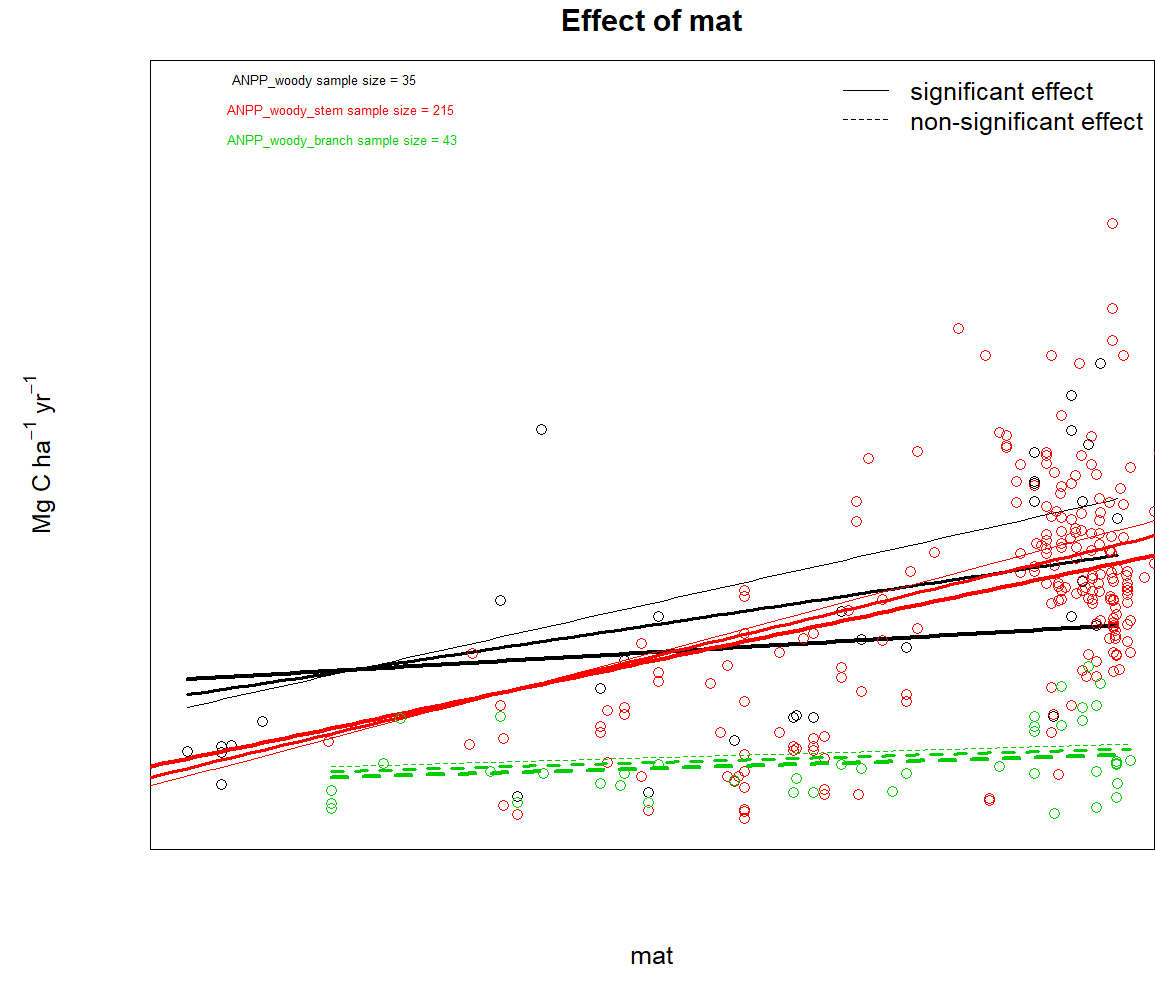 Effect of mat
ANPP_woody sample size = 35
ANPP_woody_stem sample size = 215
ANPP_woody_branch sample size = 43
significant effect
non-significant effect
Mg C ha⁻¹ yr⁻¹
mat